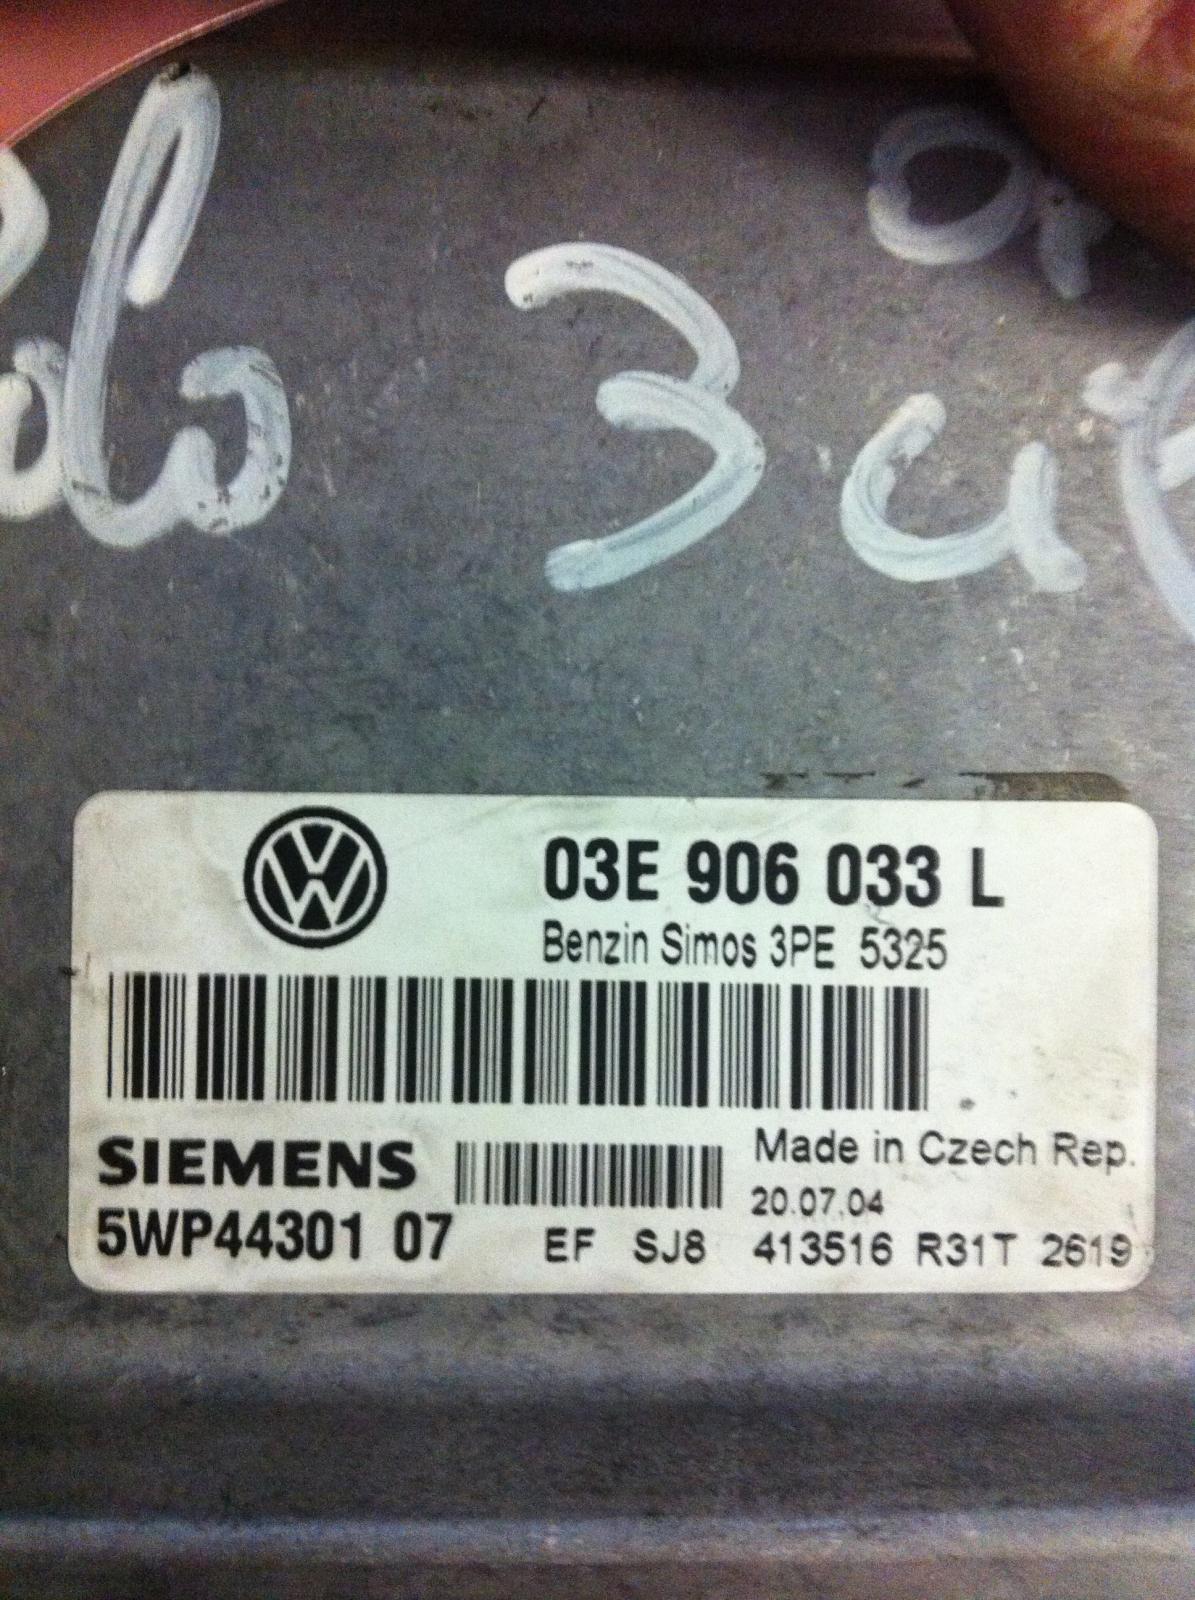 3
03E 906 033 L
Benzin Simos 3PE 5325
SIEMENS
Made in Czech Rep.
20.07.04
5WP44301 07 EF SJ8 413516 R31T 2619